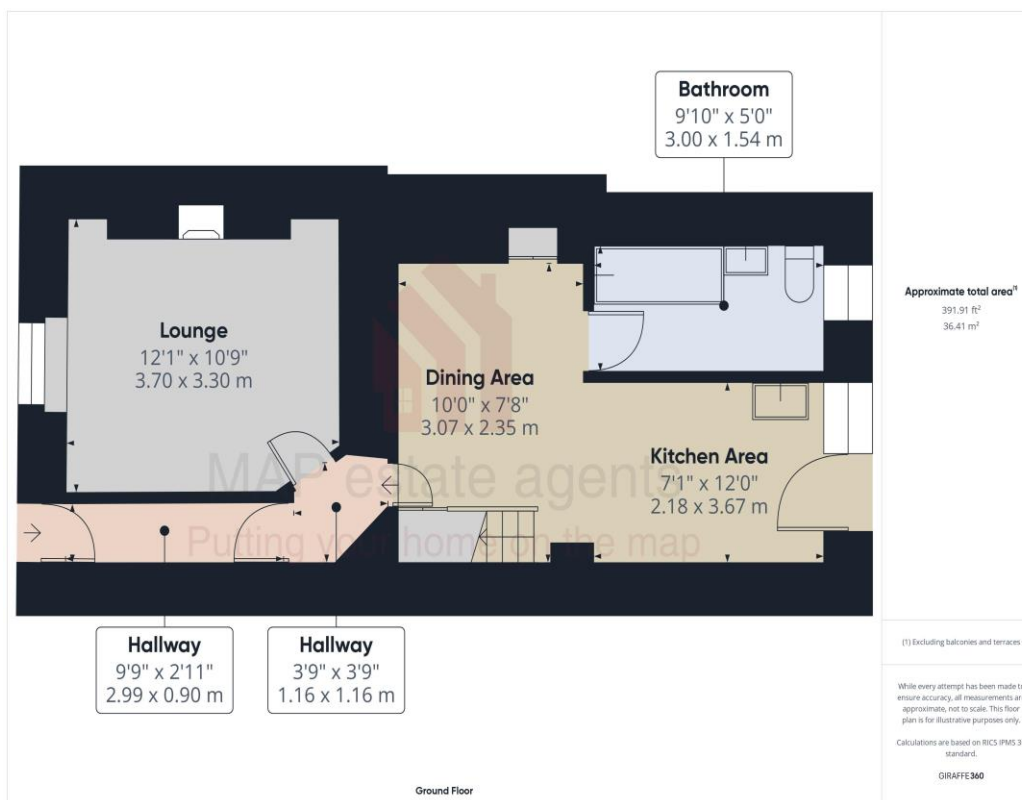 Bathroom
9'10" x 5'0"
3.00 x 1.54 m
Lounge
12'1" x 10'9"
3.70 x 3.30 m
Dining Area
10'0" x 7'8"
3.07 x 2.35 m
Kitchen Area
7'1" x 12'0"
2.18 x 3.67 m
MAP estate agents
Putting your home on the map
Hallway
9'9" x 2'11"
2.99 x 0.90 m
Hallway
3'9" x 3'9"
1.16 x 1.16 m
Ground Floor
Approximate total area(1)
391.91 ft²
36.41 m²
(1) Excluding balconies and terraces
While every attempt has been made to
ensure accuracy, all measurements are
approximate, not to scale. This floor
plan is for illustrative purposes only.
Calculations are based on RICS IPMS 3
standard.
GIRAFFE360